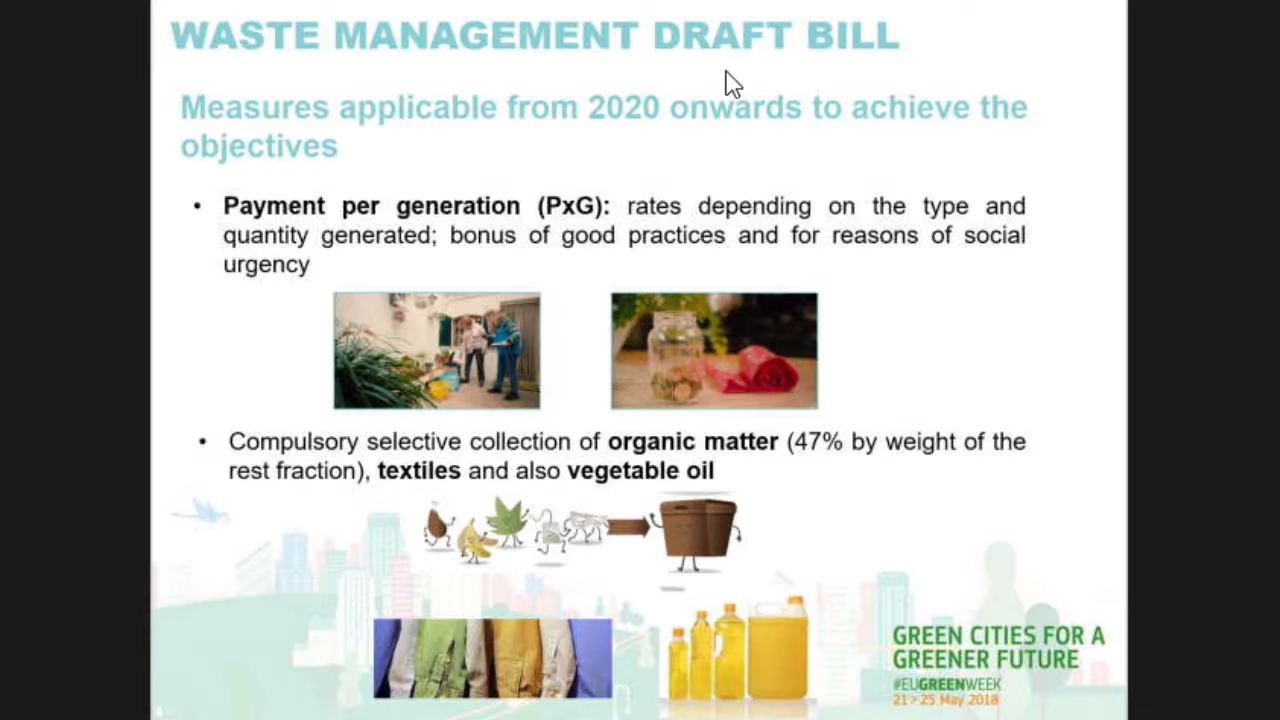 WASTE MANAGEMENT DRAFT BILL
Measures applicable from 2020 onwards to achieve the
objectives
• Payment per generation (PxG): rates depending on the type and
quantity generated; bonus of good practices and for reasons of social
urgency
• Compulsory selective collection of organic matter (47% by weight of the
rest fraction), textiles and also vegetable oil
GREEN CITIES FOR A
GREENER FUTURE
#EUGREENWEEK
21>25 May 2018